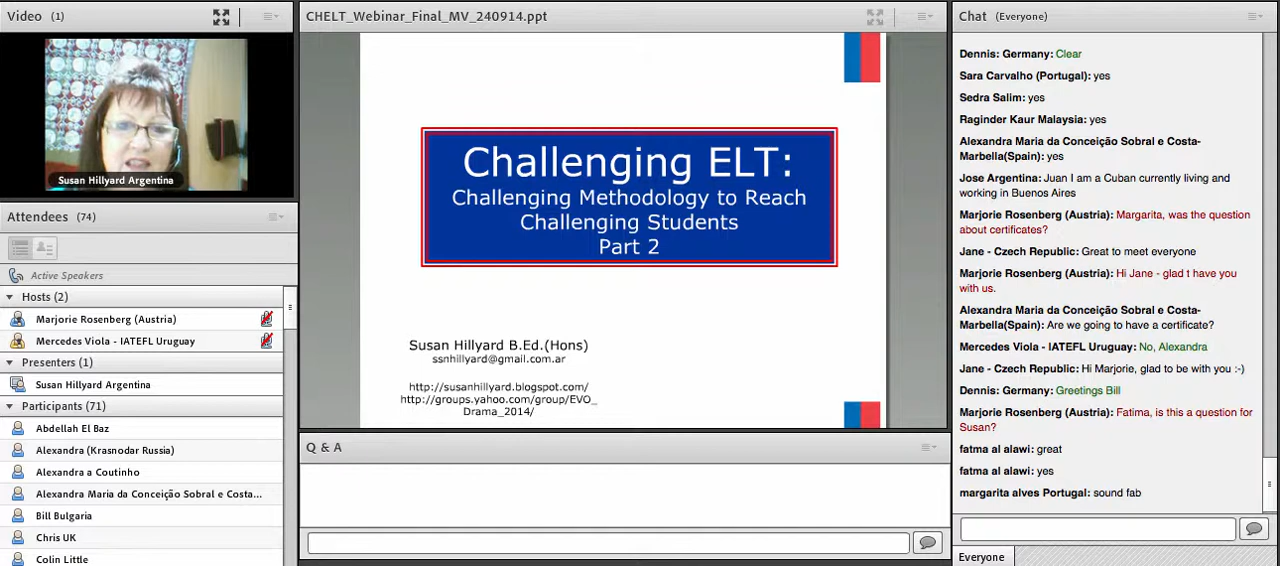 Video (1)
Susan Hillyard Argentina
Attendees (74)
Active Speakers
Hosts (2)
Marjorie Rosenberg (Austria)
Mercedes Viola - IATEFL Uruguay
Presenters (1)
Susan Hillyard Argentina
Participants (71)
Abdellah El Baz
Alexandra (Krasnodar Russia)
Alexandra a Coutinho
Alexandra Maria da Conceição Sobral e Costa...
Bill Bulgaria
Chris UK
Colin Little
CHELT_Webinar_Final_MV_240914.ppt
Challenging ELT:
Challenging Methodology to Reach
Challenging Students
Part 2
Susan Hillyard B.Ed.(Hons)
ssnhillyard@gmail.com.ar
http://susanhillyard.blogspot.com/
http://groups.yahoo.com/group/EVO_
Drama_2014/
Q & A
Chat (Everyone)
Dennis: Germany: Clear
Sara Carvalho (Portugal): yes
Sedra Salim: yes
Raginder Kaur Malaysia: yes
Alexandra Maria da Conceição Sobral e Costa-
Marbella(Spain): yes
Jose Argentina: Juan I am a Cuban currently living and
working in Buenos Aires
Marjorie Rosenberg (Austria): Margarita, was the question
about certificates?
Jane - Czech Republic: Great to meet everyone
Marjorie Rosenberg (Austria): Hi Jane - glad t have you
with us.
Alexandra Maria da Conceição Sobral e Costa-
Marbella(Spain): Are we going to have a certificate?
Mercedes Viola - IATEFL Uruguay: No, Alexandra
Jane - Czech Republic: Hi Marjorie, glad to be with you :-)
Dennis: Germany: Greetings Bill
Marjorie Rosenberg (Austria): Fatima, is this a question for
Susan?
fatma al alawi: great
fatma al alawi: yes
margarita alves Portugal: sound fab
Everyone